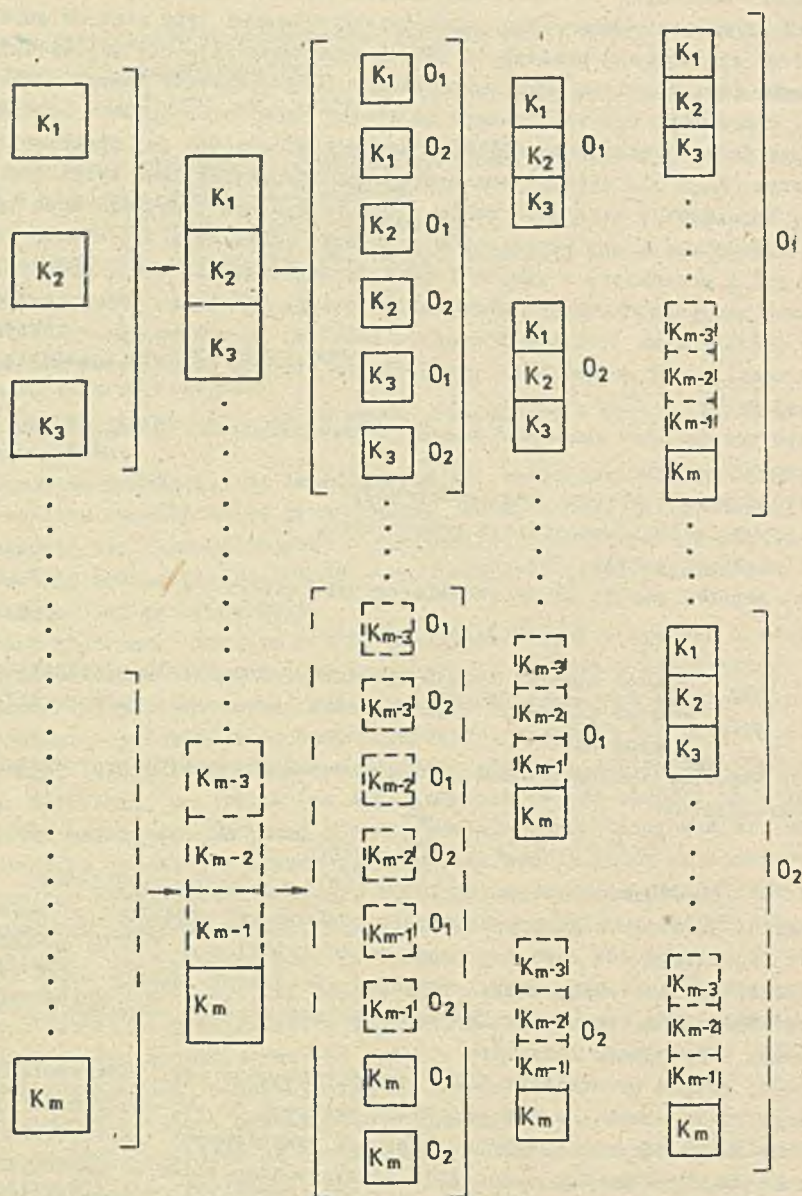 K₁
K₂
K₃
Kₘ
K₁
K₂
K₃
Kₘ₋₃
Kₘ₋₂
Kₘ₋₁
Kₘ
K₁ O₁
K₁ O₂
K₂ O₁
K₂ O₂
K₃ O₁
K₃ O₂
Kₘ₋₃ O₁
Kₘ₋₃ O₂
Kₘ₋₂ O₁
Kₘ₋₂ O₂
Kₘ₋₁ O₁
Kₘ₋₁ O₂
Kₘ O₁
Kₘ O₂
K₁
K₂ O₁
K₃
K₁
K₂ O₂
K₃
Kₘ₋₃
Kₘ₋₂
Kₘ₋₁ O₁
Kₘ
Kₘ₋₃
Kₘ₋₂ O₂
Kₘ₋₁
Kₘ
K₁
K₂
K₃
O₁
Kₘ₋₃
Kₘ₋₂
Kₘ₋₁
Kₘ
K₁
K₂
K₃
O₂
Kₘ₋₃
Kₘ₋₂
Kₘ₋₁
Kₘ